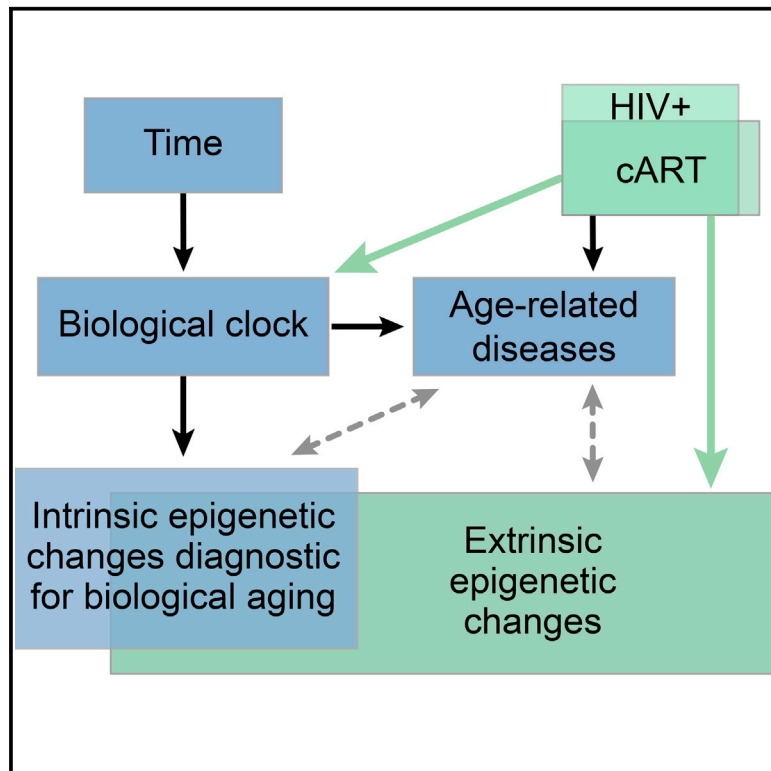 Time
HIV+
cART
Biological clock
Age-related
diseases
Intrinsic epigenetic
changes diagnostic
for biological aging
Extrinsic
epigenetic
changes